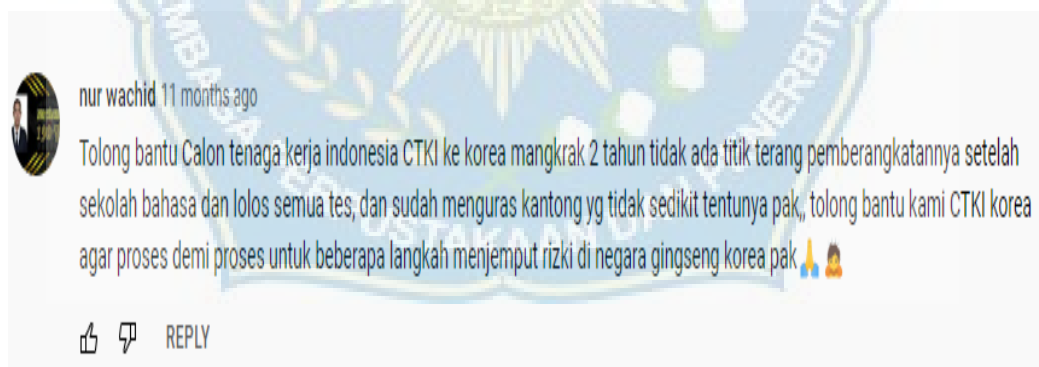 nur wachid 11 months ago
Tolong bantu Calon tenaga kerja indonesia CTKI ke korea mangkrak 2 tahun tidak ada titik terang pemberangkatannya setelah
sekolah bahasa dan lolos semua tes, dan sudah menguras kantong yg tidak sedikit tentunya pak,, tolong bantu kami CTKI korea
agar proses demi proses untuk beberapa langkah menjemput rizki di negara gingseng korea pak🙏 🙇
REPLY